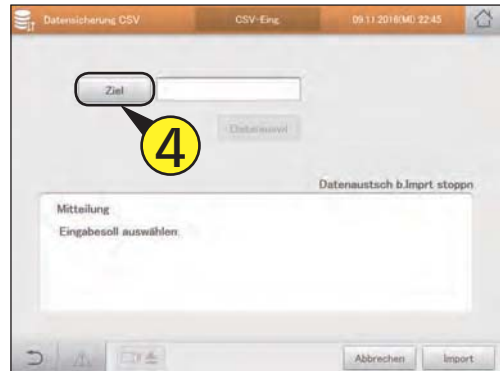 Datensicherung CSV
CSV-Eing.
09.11.2016(Mi) 22:45
Ziel
4
Datenauswl
Datenaustsch b.Imprt stoppn
Mitteilung
Eingabesoll auswählen.
Abbrechen
Import